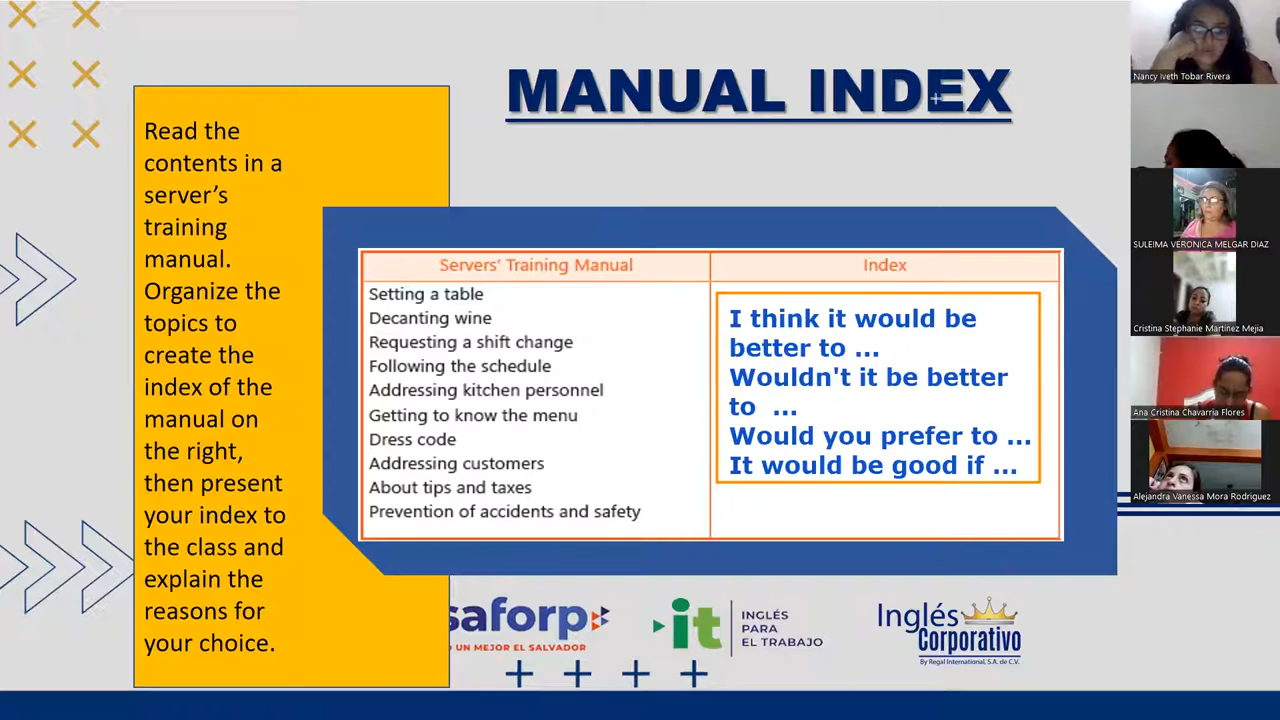 MANUAL INDEX
Read the
contents in a
server’s
training
manual.
Organize the
topics to
create the
index of the
manual on
the right,
then present
your index to
the class and
explain the
reasons for
your choice.
Servers’ Training Manual
Index
Setting a table
Decanting wine
Requesting a shift change
Following the schedule
Addressing kitchen personnel
Getting to know the menu
Dress code
Addressing customers
About tips and taxes
Prevention of accidents and safety
I think it would be
better to ...
Wouldn't it be better
to ...
Would you prefer to ...
It would be good if ...
saforp
UN MEJOR EL SALVADOR
it
INGLÉS
PARA
EL TRABAJO
Inglés
Corporativo
By Regal International, S.A. de C.V.
Nancy Iveth Tobar Rivera
SULEIMA VERONICA MELGAR DIAZ
Cristina Stephanie Martinez Mejia
Ana Cristina Chavarria Flores
Alejandra Vanessa Mora Rodriguez